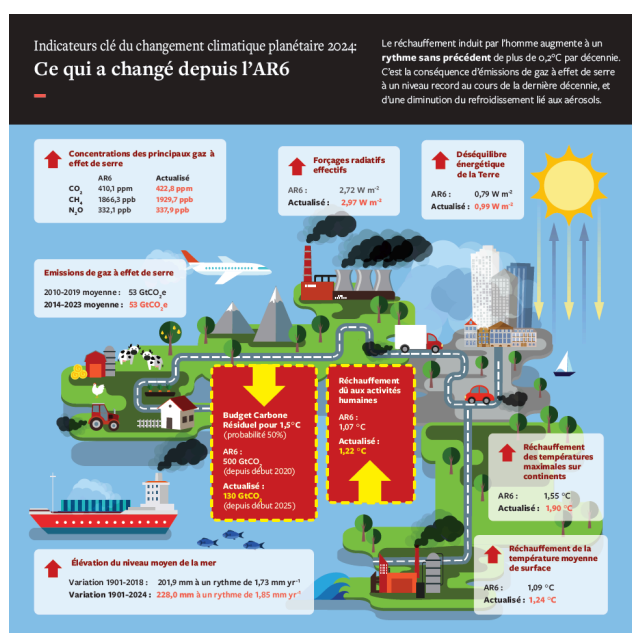 Indicateurs clé du changement climatique planétaire 2024:
Ce qui a changé depuis l'AR6
Le réchauffement induit par l'homme augmente à un
rythme sans précédent de plus de 0,2°C par décennie.
C'est la conséquence d'émissions de gaz à effet de serre
à un niveau record au cours de la dernière décennie, et
d'une diminution du refroidissement lié aux aérosols.
Concentrations des principaux gaz à
effet de serre
AR6 Actualisé
CO₂ 410,1 ppm 422,8 ppm
CH₄ 1866,3 ppb 1929,7 ppb
N₂O 332,1 ppb 337,9 ppb
Forçages radiatifs
effectifs
AR6 : 2,72 W m⁻²
Actualisé : 2,97 W m⁻²
Déséquilibre
énergétique
de la Terre
AR6 : 0,79 W m⁻²
Actualisé : 0,99 W m⁻²
Emissions de gaz à effet de serre
2010-2019 moyenne : 53 GtCO₂e
2014-2023 moyenne : 53 GtCO₂e
Budget Carbone
Résiduel pour 1,5°C
(probabilité 50%)
AR6 :
500 GtCO₂
(depuis début 2020)
Actualisé :
130 GtCO₂
(depuis début 2025)
Réchauffement
dû aux activités
humaines
AR6 :
1,07 °C
Actualisé :
1,22 °C
Réchauffement
des températures
maximales sur
continents
AR6 : 1,55 °C
Actualisé : 1,90 °C
Élévation du niveau moyen de la mer
Variation 1901-2018 : 201,9 mm à un rythme de 1,73 mm yr⁻¹
Variation 1901-2024 : 228,0 mm à un rythme de 1,85 mm yr⁻¹
Réchauffement de la
température moyenne
de surface
AR6 : 1,09 °C
Actualisé : 1,24 °C